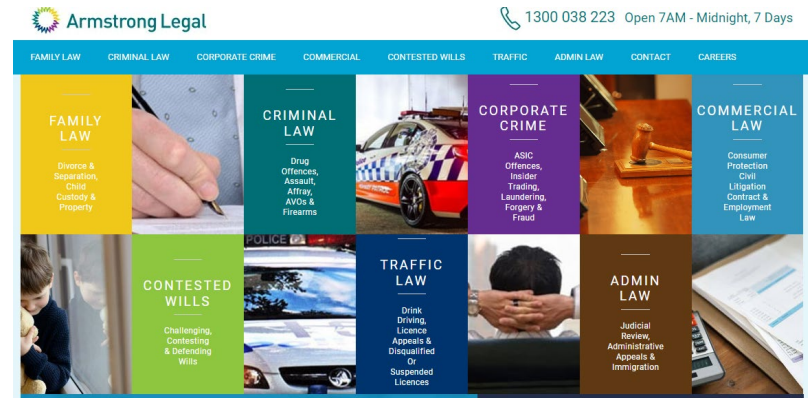 Armstrong Legal
1300 038 223 Open 7AM - Midnight, 7 Days
FAMILY LAW CRIMINAL LAW CORPORATE CRIME COMMERCIAL CONTESTED WILLS TRAFFIC ADMIN LAW CONTACT CAREERS
FAMILY
LAW
Divorce &
Separation,
Child
Custody &
Property
CRIMINAL
LAW
Drug
Offences,
Assault,
Affray,
AVOs &
Firearms
CORPORATE
CRIME
ASIC
Offences,
Insider
Trading,
Laundering,
Forgery &
Fraud
COMMERCIAL
LAW
Consumer
Protection
Civil
Litigation
Contract &
Employment
Law
CONTESTED
WILLS
Challenging,
Contesting
& Defending
Wills
POLICE
TRAFFIC
LAW
Drink
Driving,
Licence
Appeals &
Disqualified
Or
Suspended
Licences
ADMIN
LAW
Judicial
Review,
Administrative
Appeals &
Immigration